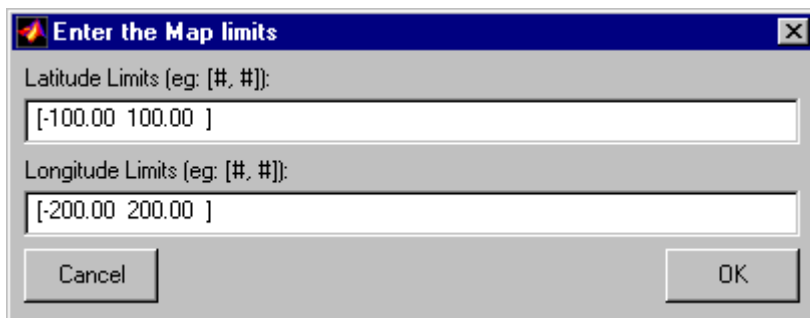 Enter the Map limits
Latitude Limits (eg: [#, #]):
[-100.00  100.00  ]
Longitude Limits (eg: [#, #]):
[-200.00  200.00  ]
Cancel OK